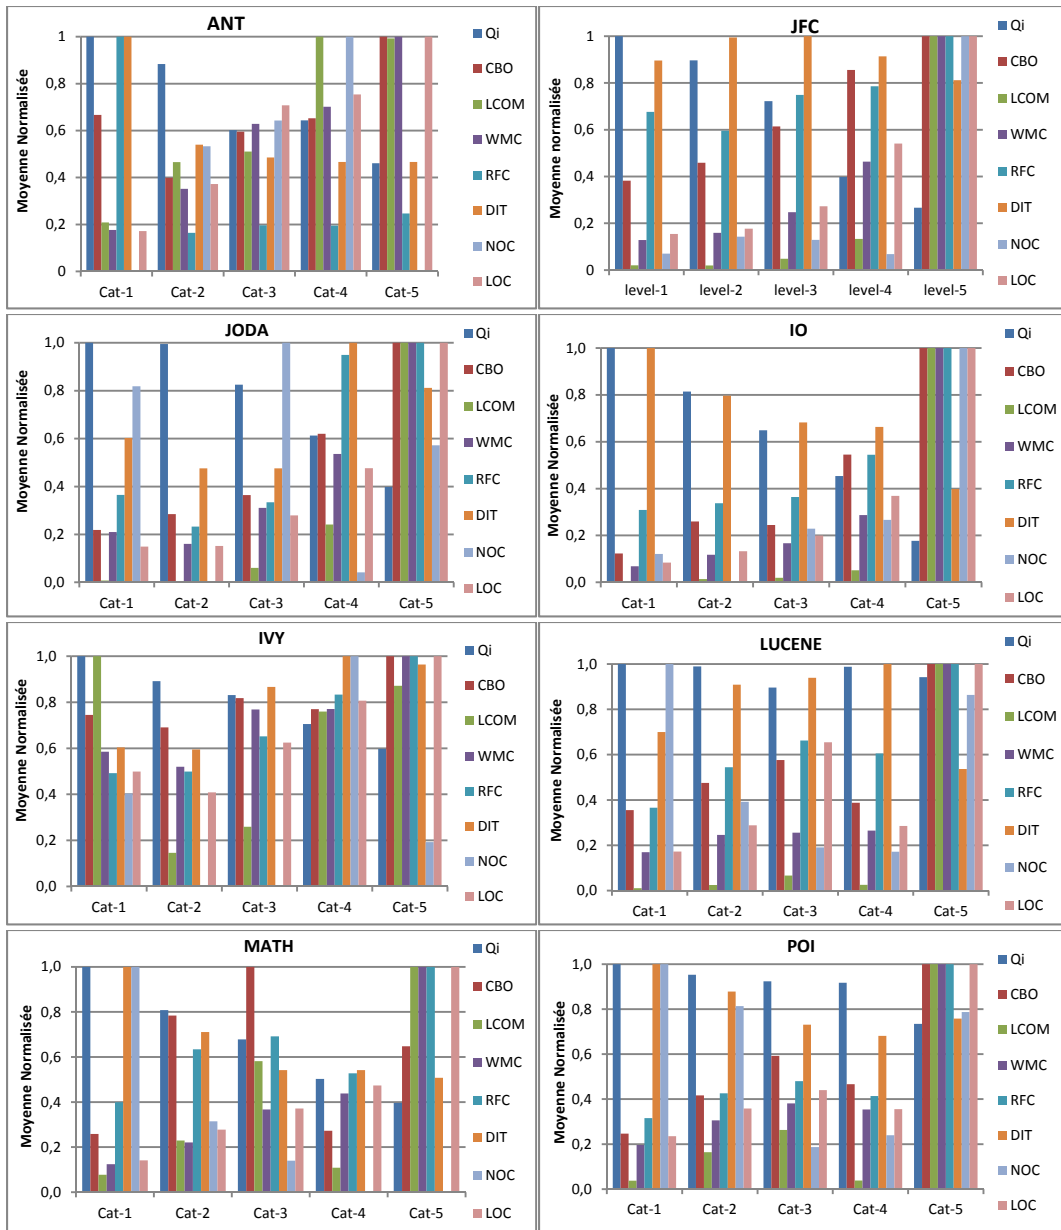 ANT
Moyenne Normalisée
1
0,8
0,6
0,4
0,2
0
Cat-1 Cat-2 Cat-3 Cat-4 Cat-5
Qi
CBO
LCOM
WMC
RFC
DIT
NOC
LOC
JFC
Moyenne normalisée
1
0,8
0,6
0,4
0,2
0
level-1 level-2 level-3 level-4 level-5
Qi
CBO
LCOM
WMC
RFC
DIT
NOC
LOC
JODA
Moyenne Normalisée
1,0
0,8
0,6
0,4
0,2
0,0
Cat-1 Cat-2 Cat-3 Cat-4 Cat-5
Qi
CBO
LCOM
WMC
RFC
DIT
NOC
LOC
IO
Moyenne Normalisée
1,0
0,8
0,6
0,4
0,2
0,0
Cat-1 Cat-2 Cat-3 Cat-4 Cat-5
Qi
CBO
LCOM
WMC
RFC
DIT
NOC
LOC
IVY
Moyenne Normalisée
1,0
0,8
0,6
0,4
0,2
0,0
Cat-1 Cat-2 Cat-3 Cat-4 Cat-5
Qi
CBO
LCOM
WMC
RFC
DIT
NOC
LOC
LUCENE
Moyenne Normalisée
1,0
0,8
0,6
0,4
0,2
0,0
Cat-1 Cat-2 Cat-3 Cat-4 Cat-5
Qi
CBO
LCOM
WMC
RFC
DIT
NOC
LOC
MATH
Moyenne Normalisée
1,0
0,8
0,6
0,4
0,2
0,0
Cat-1 Cat-2 Cat-3 Cat-4 Cat-5
Qi
CBO
LCOM
WMC
RFC
DIT
NOC
LOC
POI
Moyenne Normalisée
1,0
0,8
0,6
0,4
0,2
0,0
Cat-1 Cat-2 Cat-3 Cat-4 Cat-5
Qi
CBO
LCOM
WMC
RFC
DIT
NOC
LOC